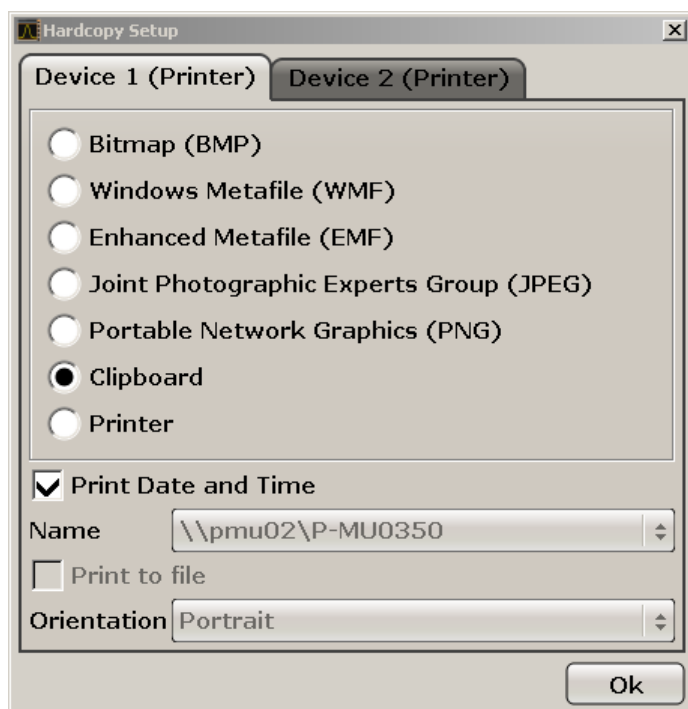 Hardcopy Setup
Device 1 (Printer)
Device 2 (Printer)
Bitmap (BMP)
Windows Metafile (WMF)
Enhanced Metafile (EMF)
Joint Photographic Experts Group (JPEG)
Portable Network Graphics (PNG)
Clipboard
Printer
Print Date and Time
Name \\pmu02\P-MU0350
Print to file
Orientation Portrait
Ok